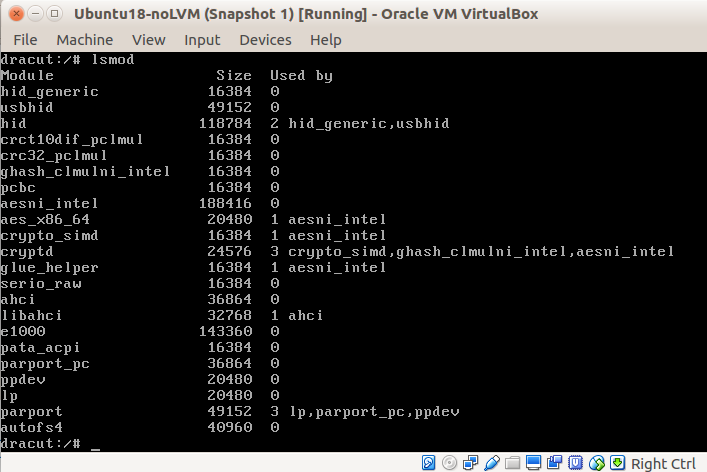 Ubuntu18-noLVM (Snapshot 1) [Running] - Oracle VM VirtualBox
File Machine View Input Devices Help
dracut:/# lsmod
Module                  Size  Used by
hid_generic            16384  0
usbhid                 49152  0
hid                   118784  2 hid_generic,usbhid
crct10dif_pclmul       16384  0
crc32_pclmul           16384  0
ghash_clmulni_intel    16384  0
pcbc                   16384  0
aesni_intel           188416  0
aes_x86_64             20480  1 aesni_intel
crypto_simd            16384  1 aesni_intel
cryptd                 24576  3 crypto_simd,ghash_clmulni_intel,aesni_intel
glue_helper            16384  1 aesni_intel
serio_raw              16384  0
ahci                   36864  0
libahci                32768  1 ahci
e1000                 143360  0
pata_acpi              16384  0
parport_pc             36864  0
ppdev                  20480  0
lp                     20480  0
parport                49152  3 lp,parport_pc,ppdev
autofs4                40960  0
dracut:/# _
Right Ctrl